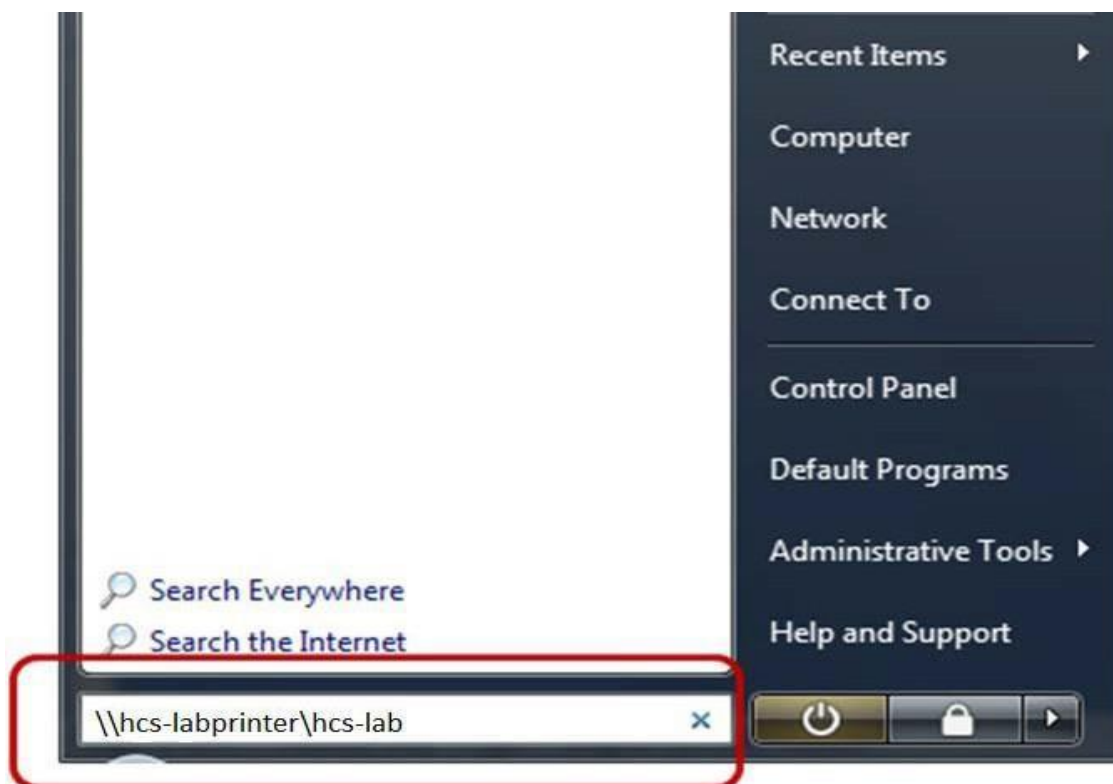 Recent Items
Computer
Network
Connect To
Control Panel
Default Programs
Administrative Tools
Help and Support
Search Everywhere
Search the Internet
\\hcs-labprinter\hcs-lab